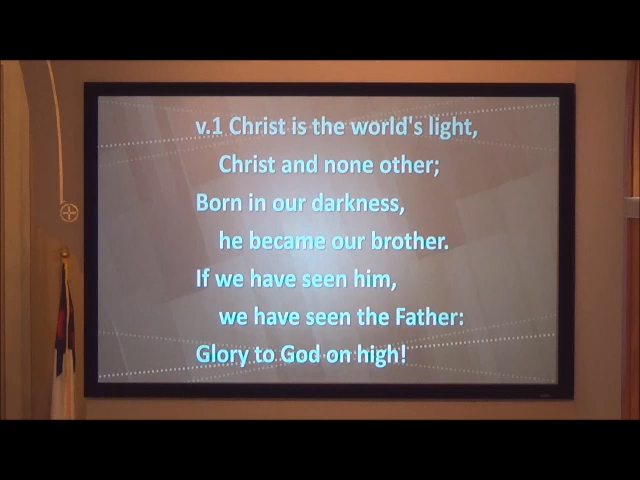 v.1 Christ is the world's light,
Christ and none other;
Born in our darkness,
he became our brother.
If we have seen him,
we have seen the Father:
Glory to God on high!